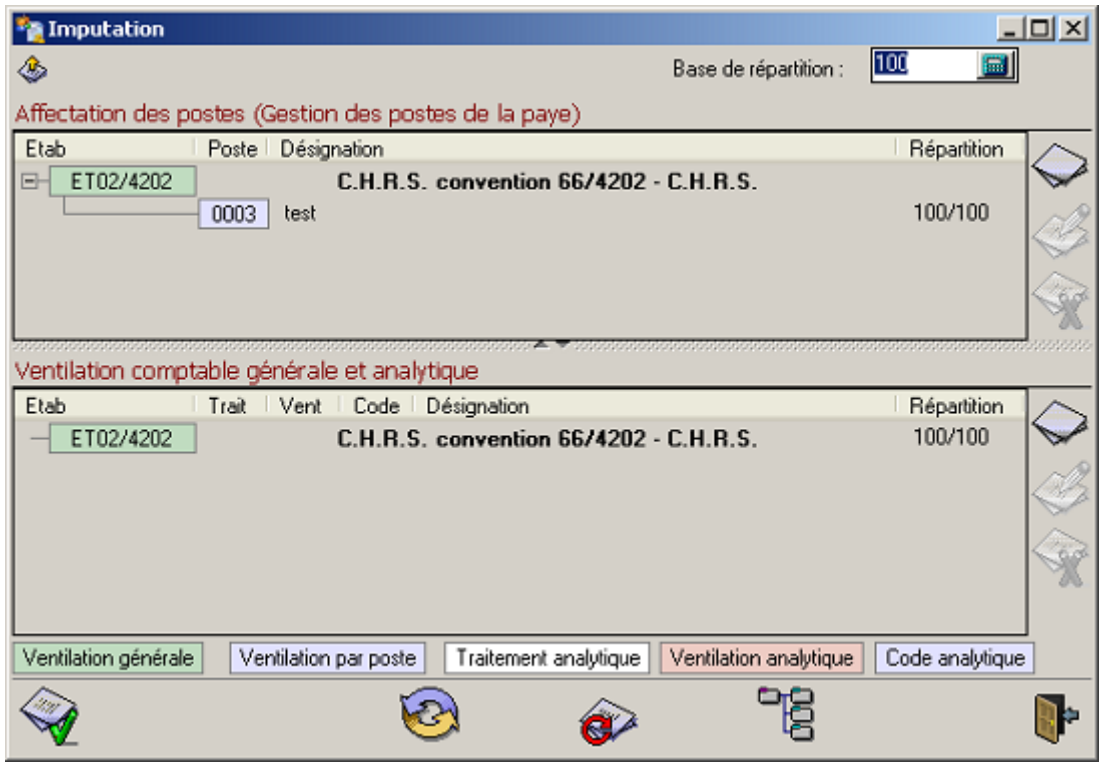 Imputation
Base de répartition : 100
Affectation des postes (Gestion des postes de la paye)
Etab Poste Désignation Répartition
ET02/4202 C.H.R.S. convention 66/4202 - C.H.R.S.
0003 test 100/100
Ventilation comptable générale et analytique
Etab Trait Vent Code Désignation Répartition
ET02/4202 C.H.R.S. convention 66/4202 - C.H.R.S. 100/100
Ventilation générale Ventilation par poste Traitement analytique Ventilation analytique Code analytique